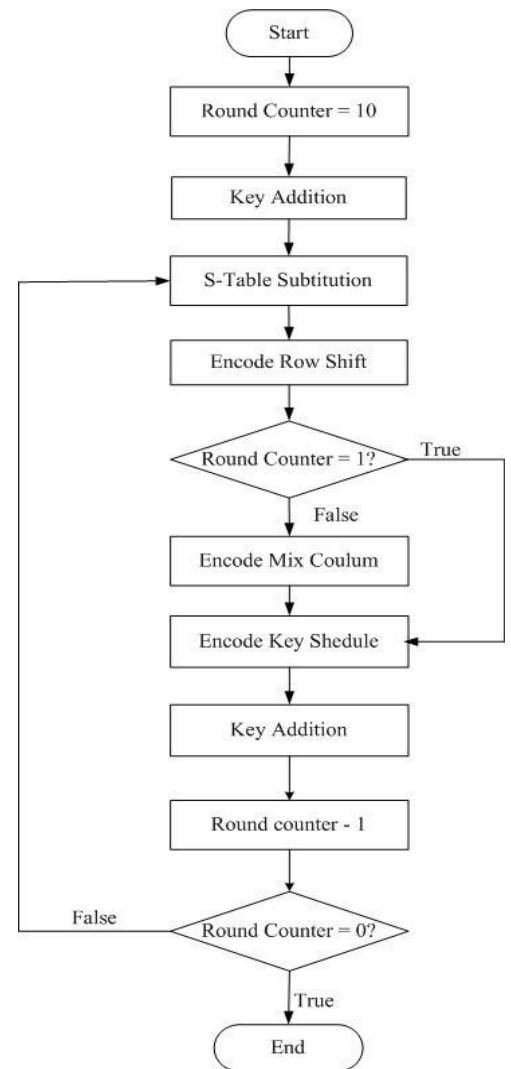 Start
Round Counter = 10
Key Addition
S-Table Subtitution
Encode Row Shift
Round Counter = 1?
True
False
Encode Mix Coulum
Encode Key Shedule
Key Addition
Round counter - 1
False
Round Counter = 0?
True
End